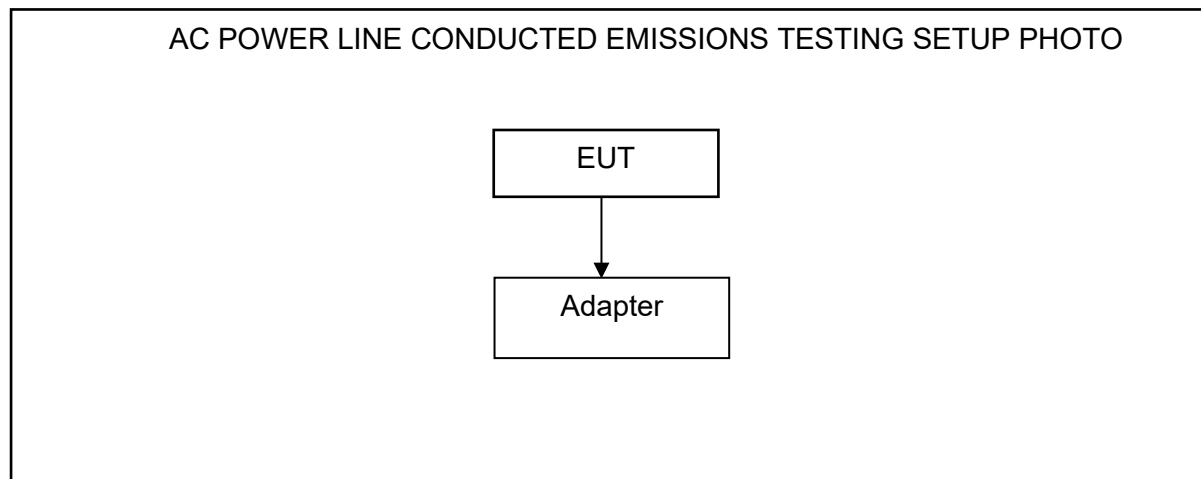 AC POWER LINE CONDUCTED EMISSIONS TESTING SETUP PHOTO
EUT
Adapter